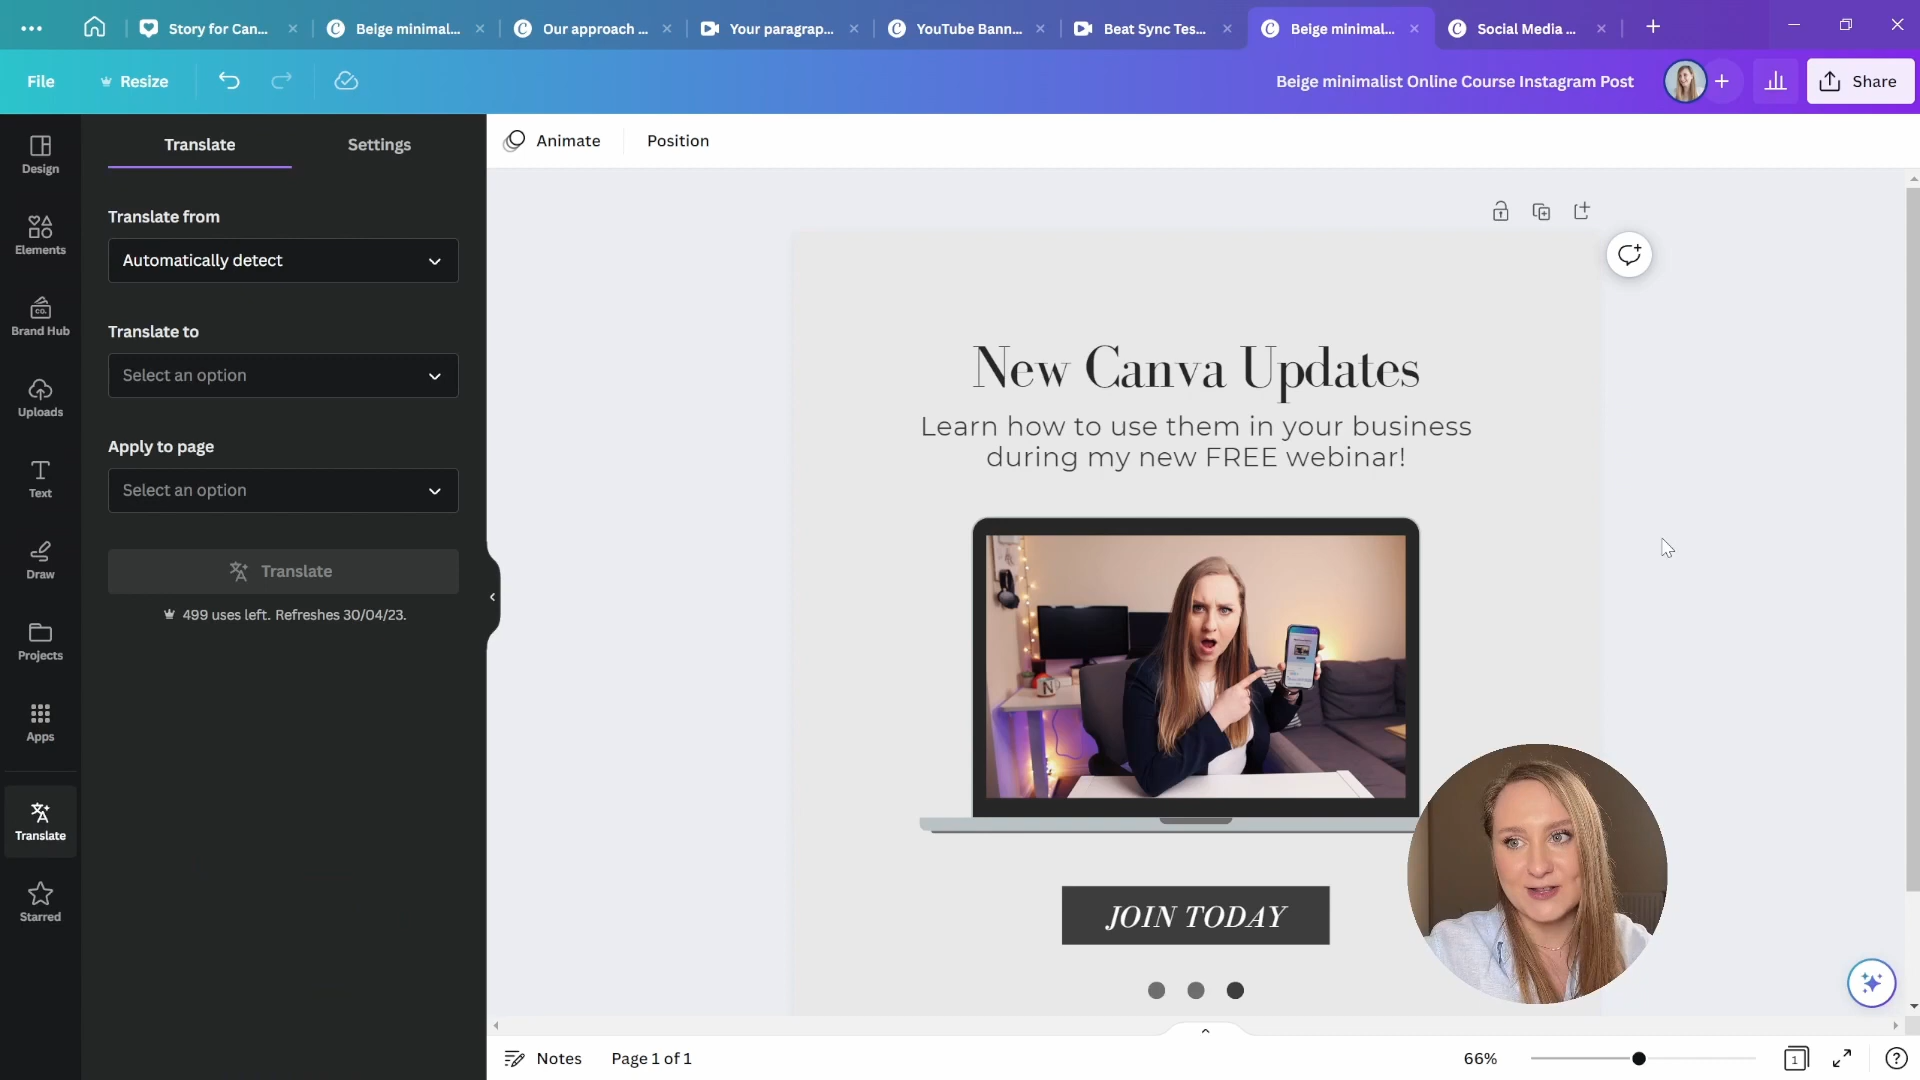 Story for Can...
Beige minimal...
Our approach ...
Your paragrap...
YouTube Bann...
Beat Sync Tes...
Beige minimal...
Social Media ...
File
Resize
Beige minimalist Online Course Instagram Post
Share
Design
Elements
CO.
Brand Hub
Uploads
Text
Draw
Projects
Apps
Translate
Starred
Translate
Settings
Translate from
Automatically detect
Translate to
Select an option
Apply to page
Select an option
Translate
499 uses left. Refreshes 30/04/23.
Animate
Position
New Canva Updates
Learn how to use them in your business
during my new FREE webinar!
N
JOIN TODAY
Notes
Page 1 of 1
66%
1